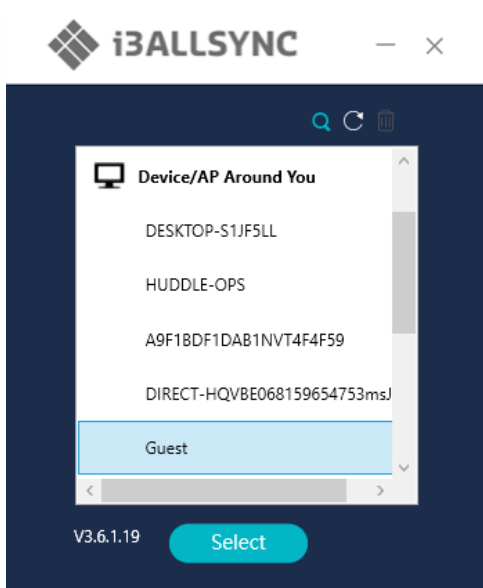 i3ALLSYNC
Device/AP Around You
DESKTOP-S1JF5LL
HUDDLE-OPS
A9F1BDF1DAB1NVT4F4F59
DIRECT-HQVBE068159654753msJ
Guest
V3.6.1.19
Select